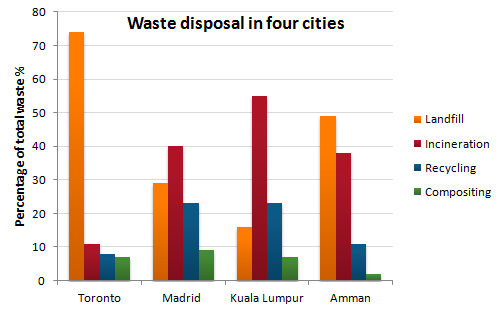 Waste disposal in four cities
Percentage of total waste %
80
70
60
50
40
30
20
10
0
Toronto
Madrid
Kuala Lumpur
Amman
Landfill
Incineration
Recycling
Compositing